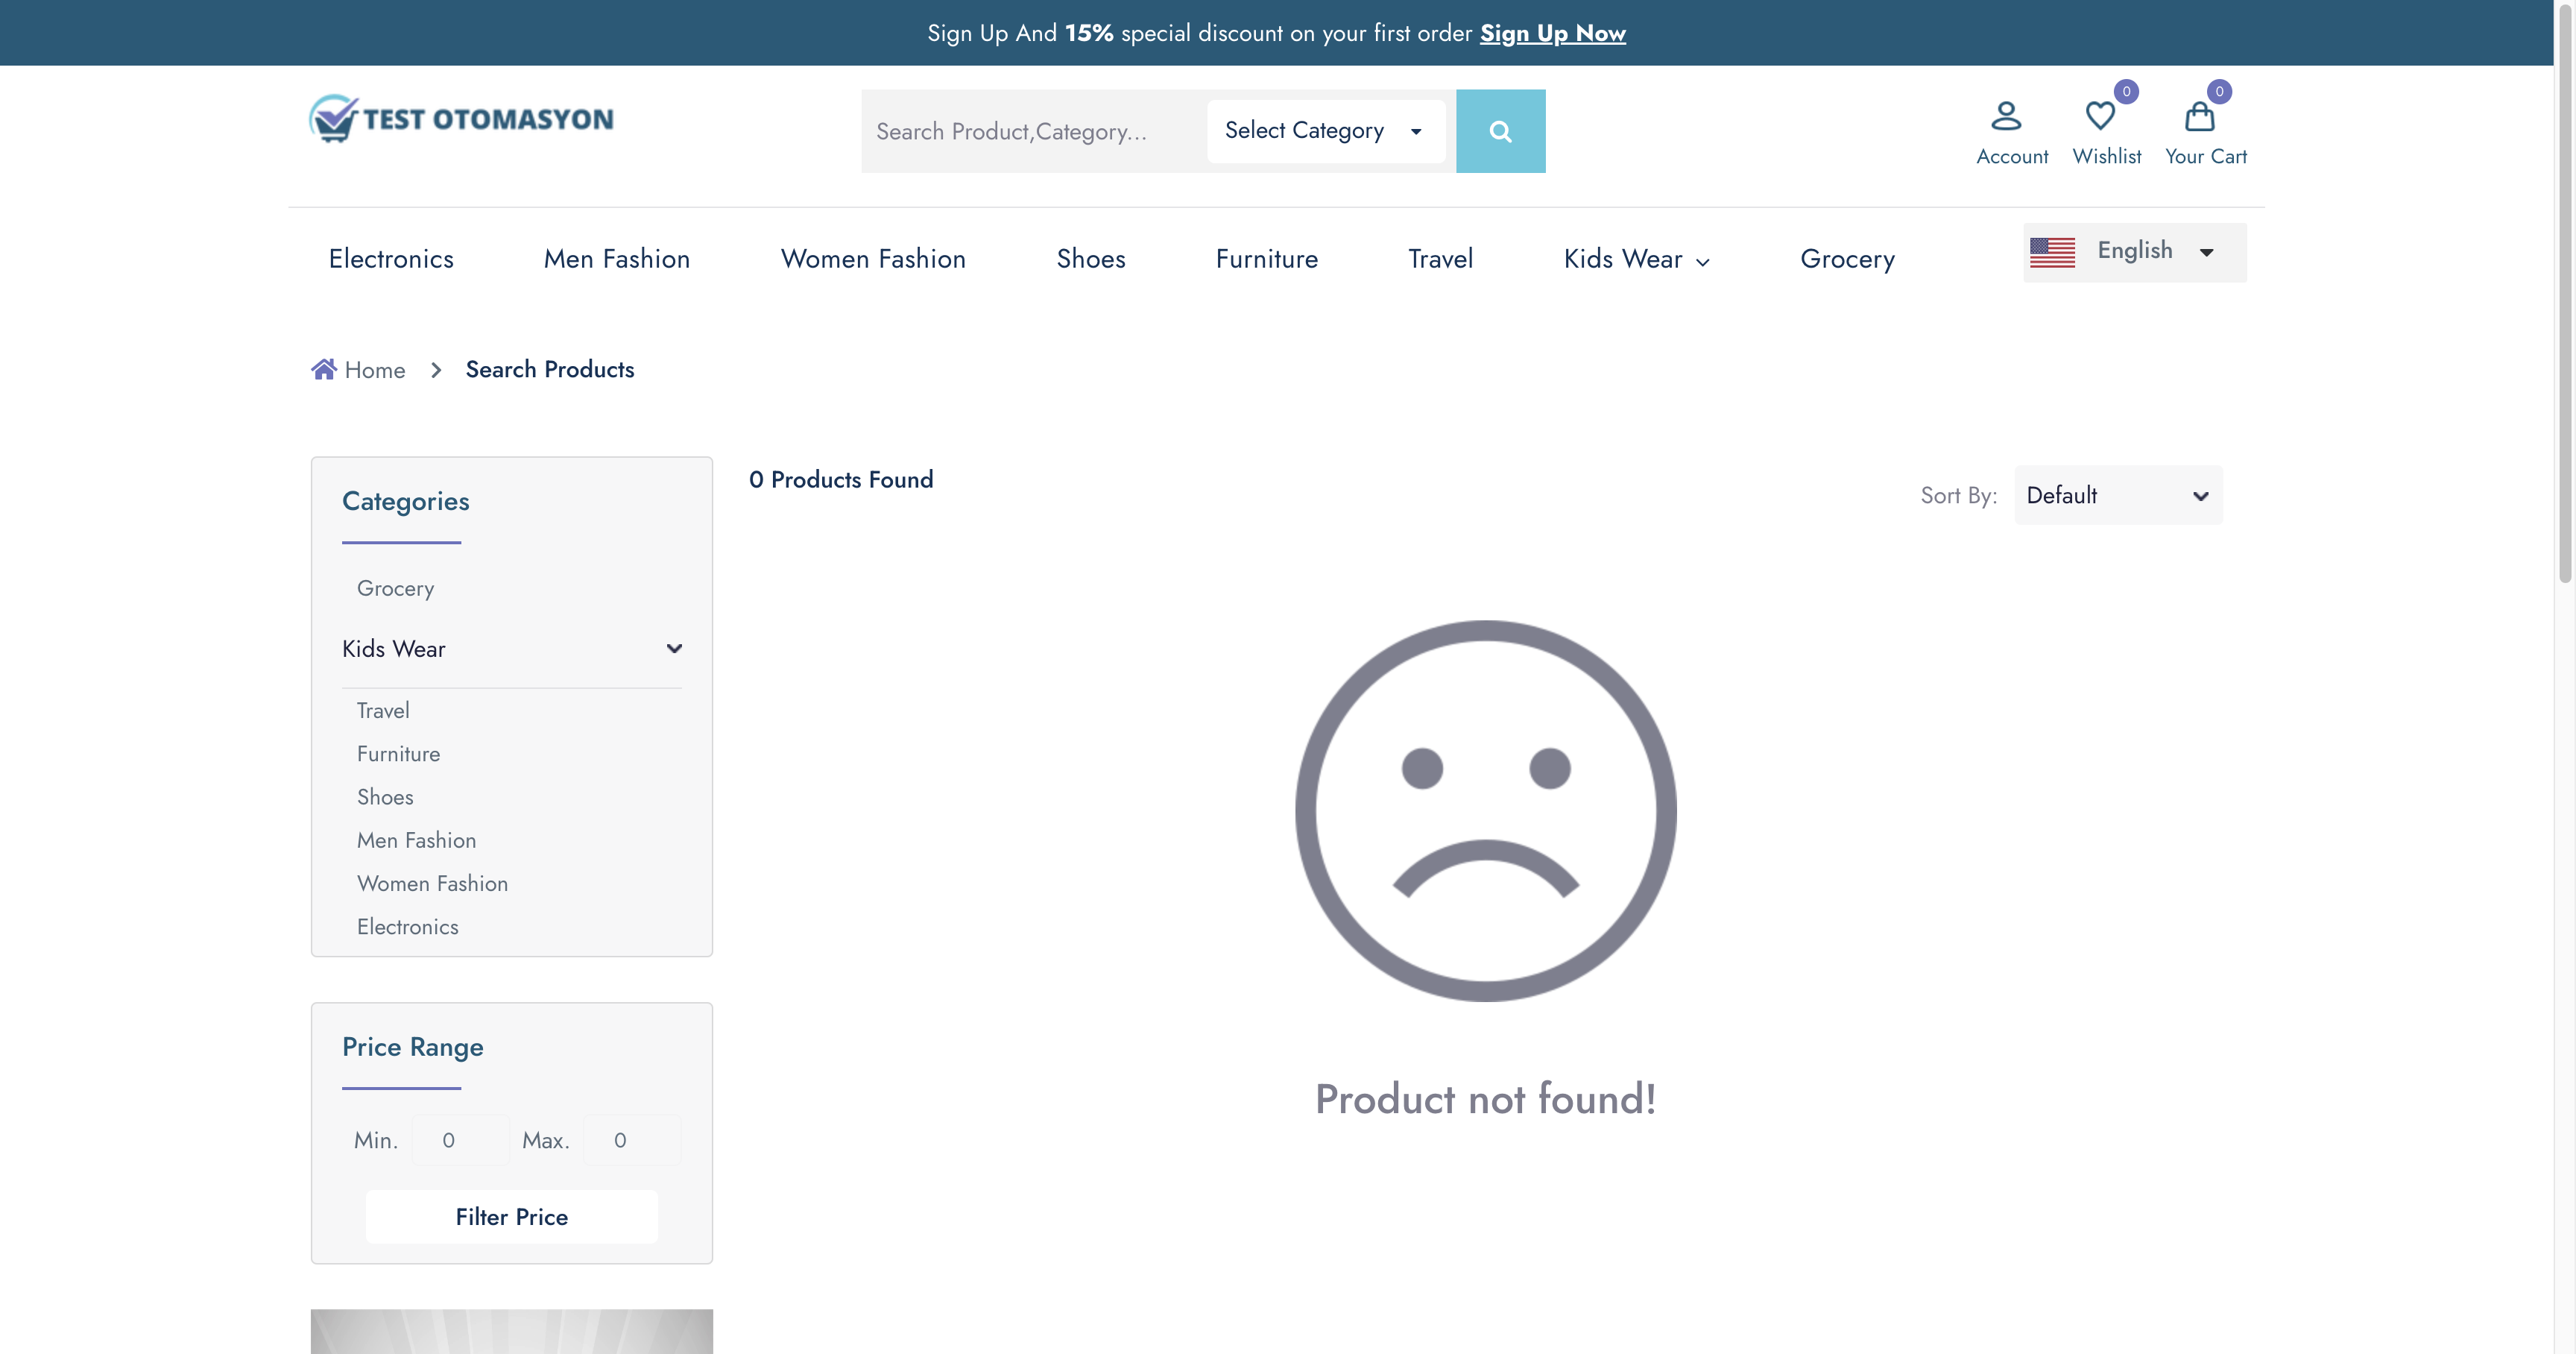 Sign Up And 15% special discount on your first order Sign Up Now
TEST OTOMASYON
Search Product,Category...
Select Category
0
0
Account
Wishlist
Your Cart
Electronics
Men Fashion
Women Fashion
Shoes
Furniture
Travel
Kids Wear
Grocery
English
Home
Search Products
Categories
Grocery
Kids Wear
Travel
Furniture
Shoes
Men Fashion
Women Fashion
Electronics
0 Products Found
Sort By:
Default
Product not found!
Price Range
Min.
0
Max.
0
Filter Price